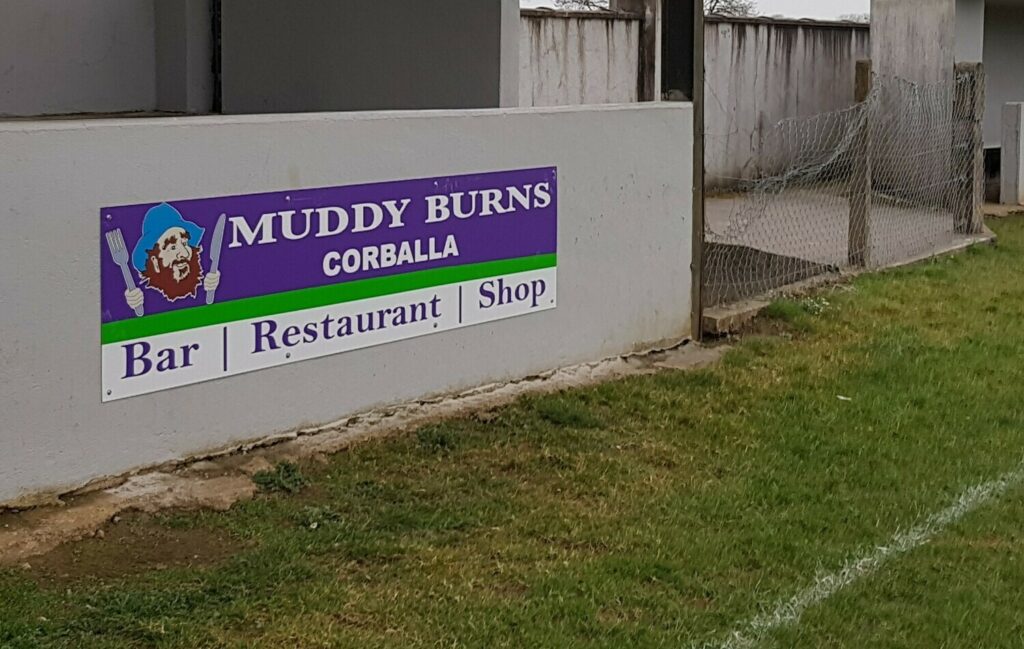 MUDDY BURNS
CORBALLA
Bar | Restaurant | Shop